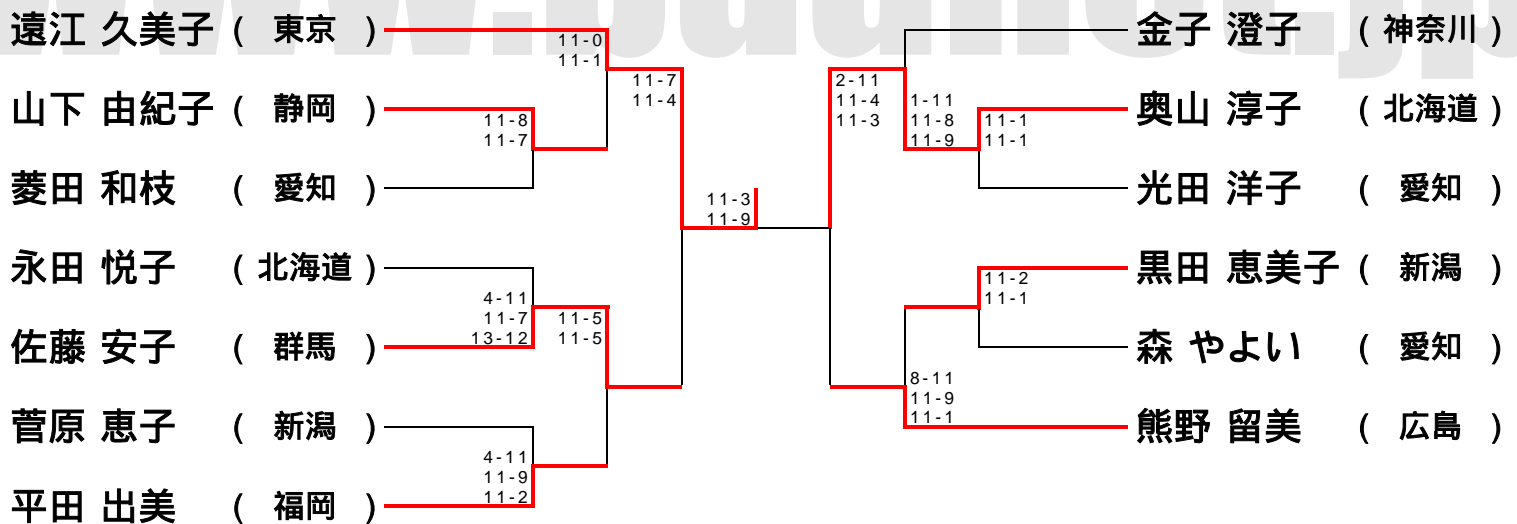 遠江 久美子 ( 東京 )
11-0
11-1
山下 由紀子 ( 静岡 )
11-8
11-7
菱田 和枝 ( 愛知 )
11-7
11-4
永田 悦子 ( 北海道 )
4-11
11-7
13-12
佐藤 安子 ( 群馬 )
11-5
11-5
菅原 恵子 ( 新潟 )
4-11
11-9
11-2
平田 出美 ( 福岡 )
11-3
11-9
金子 澄子 ( 神奈川 )
2-11
11-4
11-3
1-11
11-8
11-9
奥山 淳子 ( 北海道 )
11-1
11-1
光田 洋子 ( 愛知 )
黒田 恵美子 ( 新潟 )
11-2
11-1
森 やよい ( 愛知 )
8-11
11-9
11-1
熊野 留美 ( 広島 )